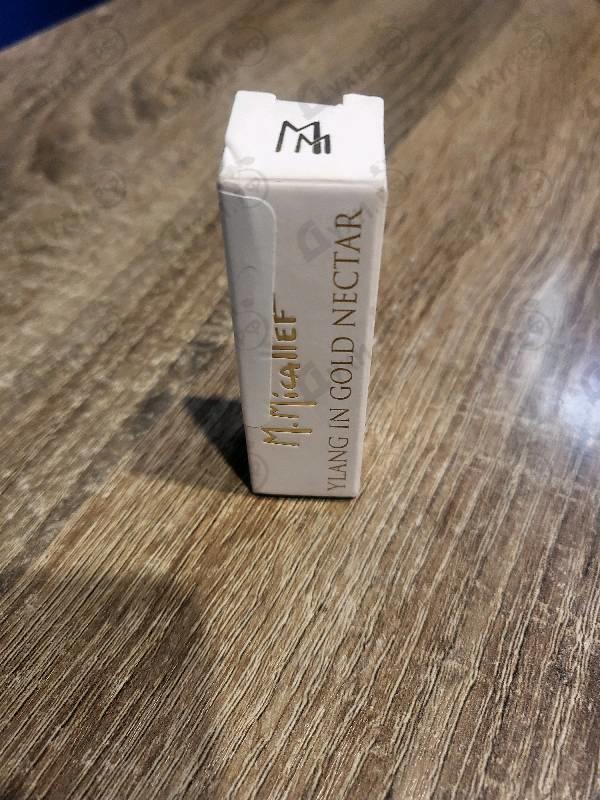 MM
M.Micallef
YLANG IN GOLD NECTAR